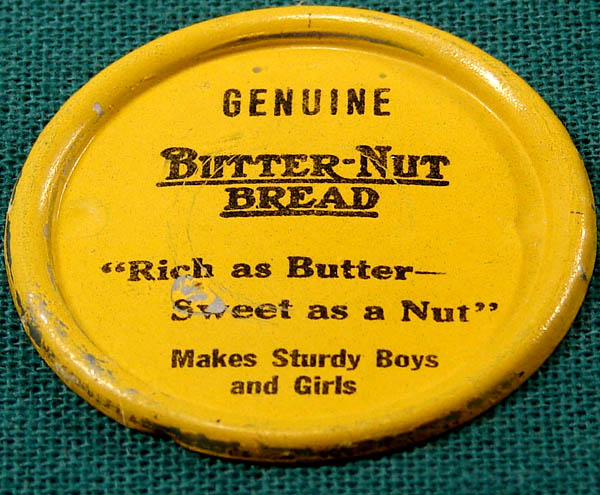 GENUINE
BUTTER-NUT
BREAD
"Rich as Butter—
Sweet as a Nut"
Makes Sturdy Boys
and Girls